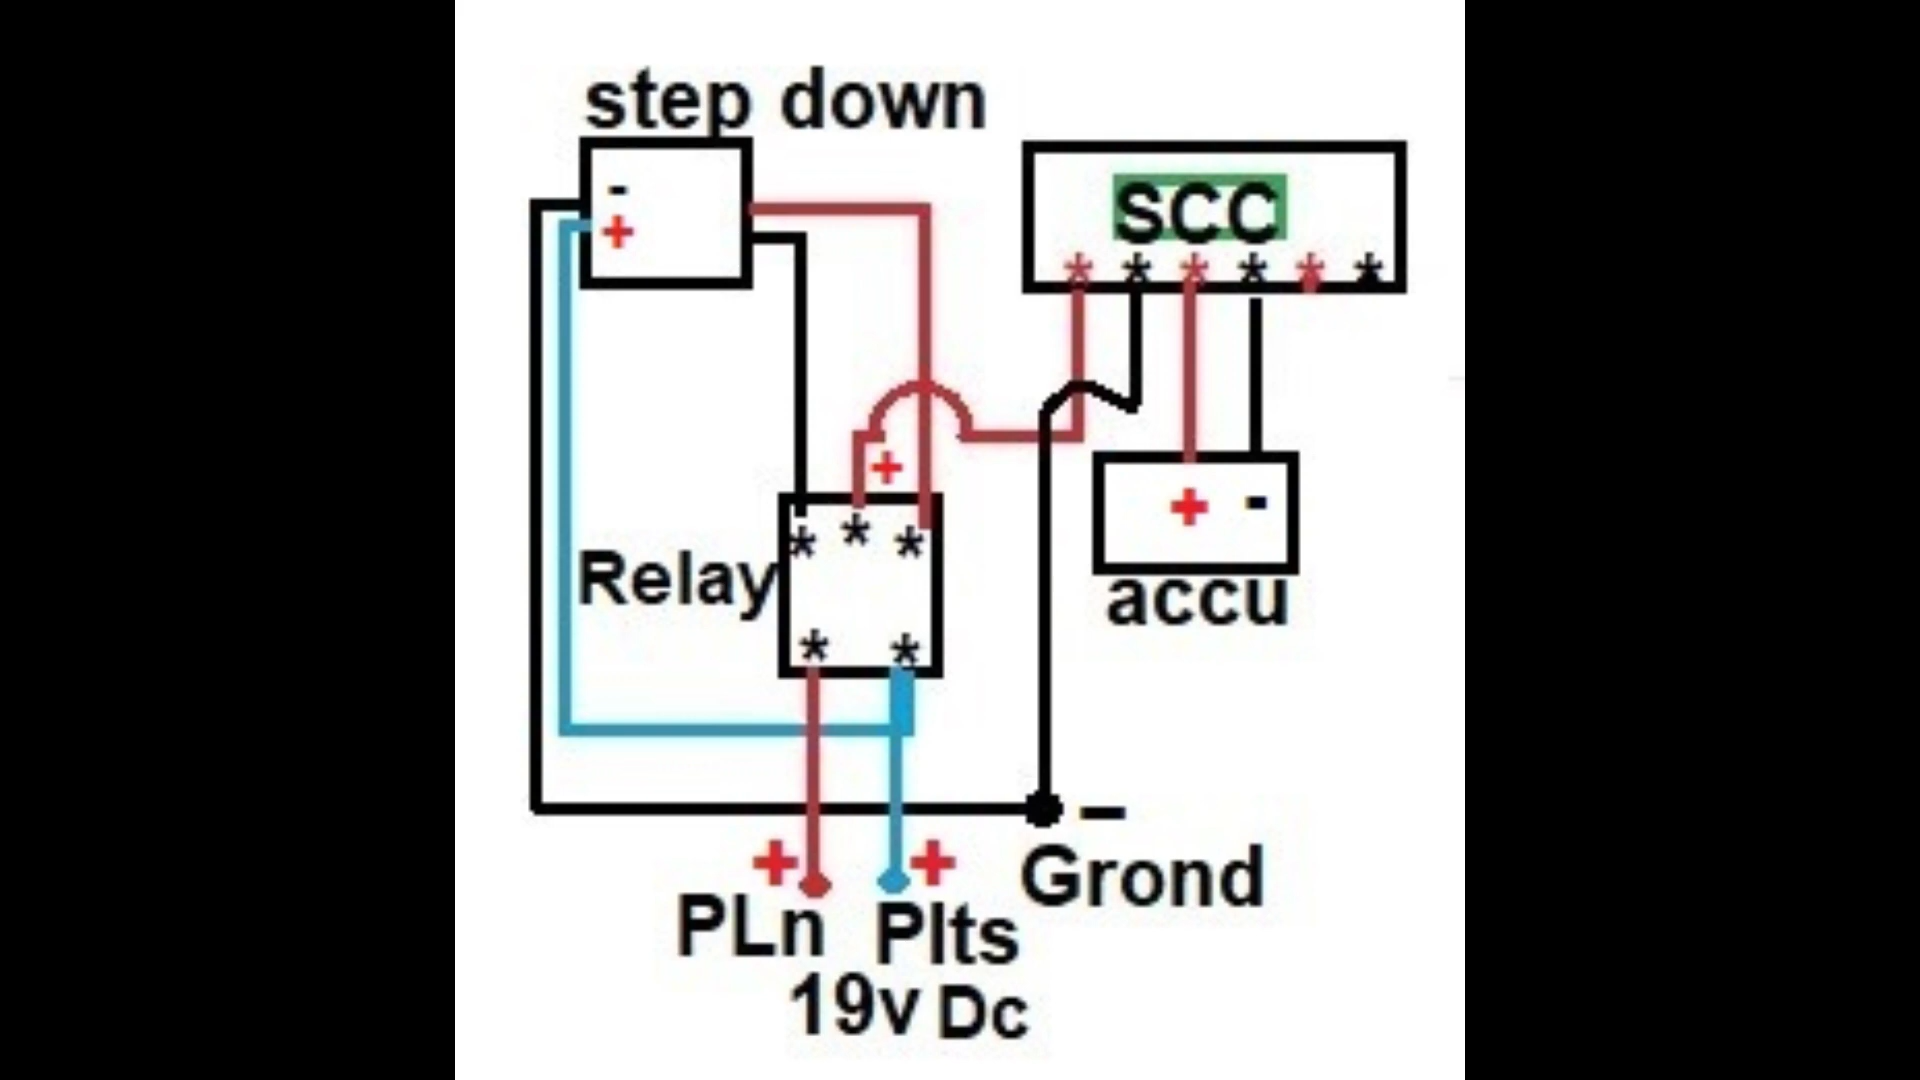 step down
-
+
SCC
* * * * * *
+
* * *
Relay
+ -
accu
* *
-
+ +
Grond
PLn Plts
19v Dc